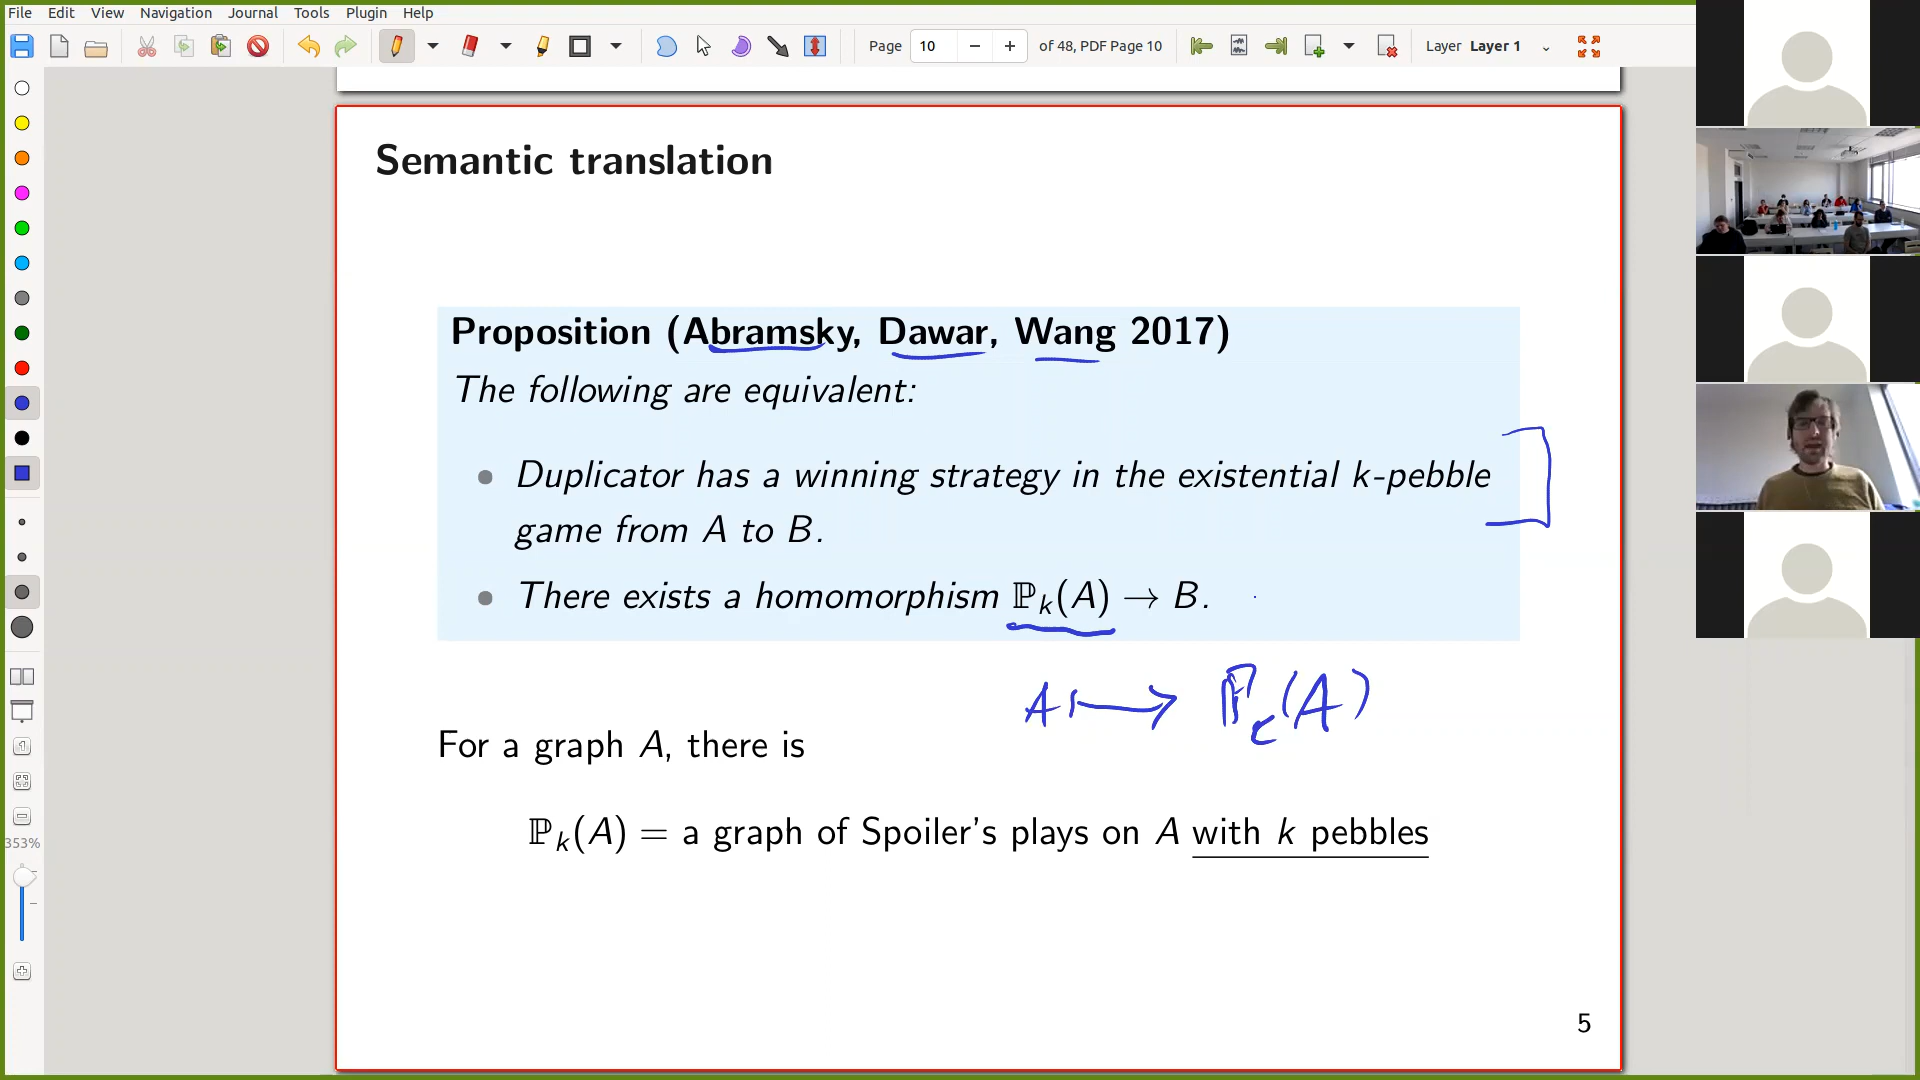 File Edit View Navigation Journal Tools Plugin Help
Page 10 of 48, PDF Page 10 Layer Layer 1
Semantic translation
Proposition (Abramsky, Dawar, Wang 2017)
The following are equivalent:
• Duplicator has a winning strategy in the existential k-pebble
game from A to B.
• There exists a homomorphism ℙₖ(A) → B.
A ↦ ℙₖ(A)
For a graph A, there is
ℙₖ(A) = a graph of Spoiler's plays on A with k pebbles
353%
5